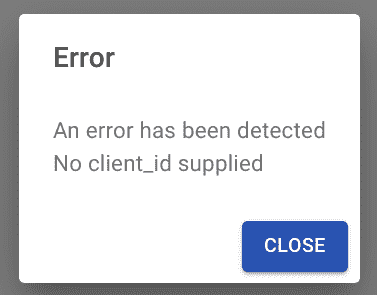 Error
An error has been detected
No client_id supplied
CLOSE